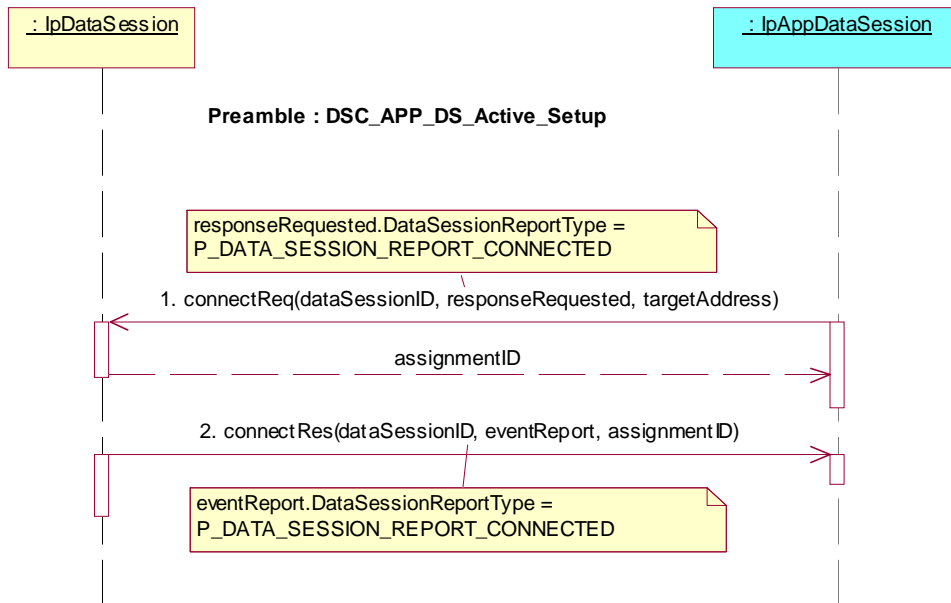 : IpDataSession
: IpAppDataSession
Preamble : DSC_APP_DS_Active_Setup
responseRequested.DataSessionReportType =
P_DATA_SESSION_REPORT_CONNECTED
1. connectReq(dataSessionID, responseRequested, targetAddress)
assignmentID
2. connectRes(dataSessionID, eventReport, assignmentID)
eventReport.DataSessionReportType =
P_DATA_SESSION_REPORT_CONNECTED